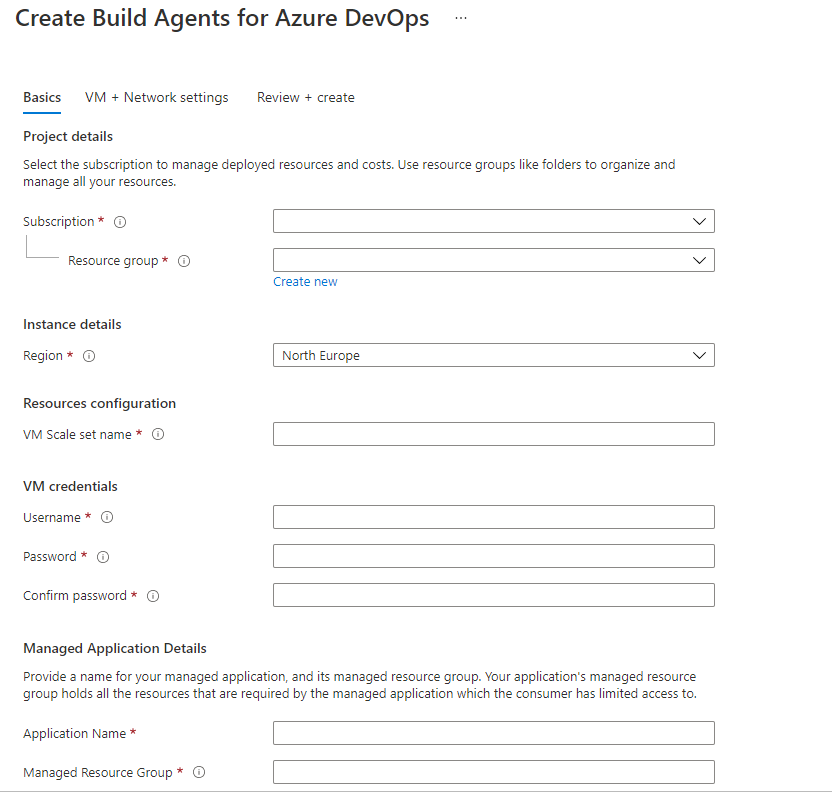 Create Build Agents for Azure DevOps ...
Basics VM + Network settings Review + create
Project details
Select the subscription to manage deployed resources and costs. Use resource groups like folders to organize and
manage all your resources.
Subscription *
Resource group *
Create new
Instance details
Region * North Europe
Resources configuration
VM Scale set name *
VM credentials
Username *
Password *
Confirm password *
Managed Application Details
Provide a name for your managed application, and its managed resource group. Your application's managed resource
group holds all the resources that are required by the managed application which the consumer has limited access to.
Application Name *
Managed Resource Group *